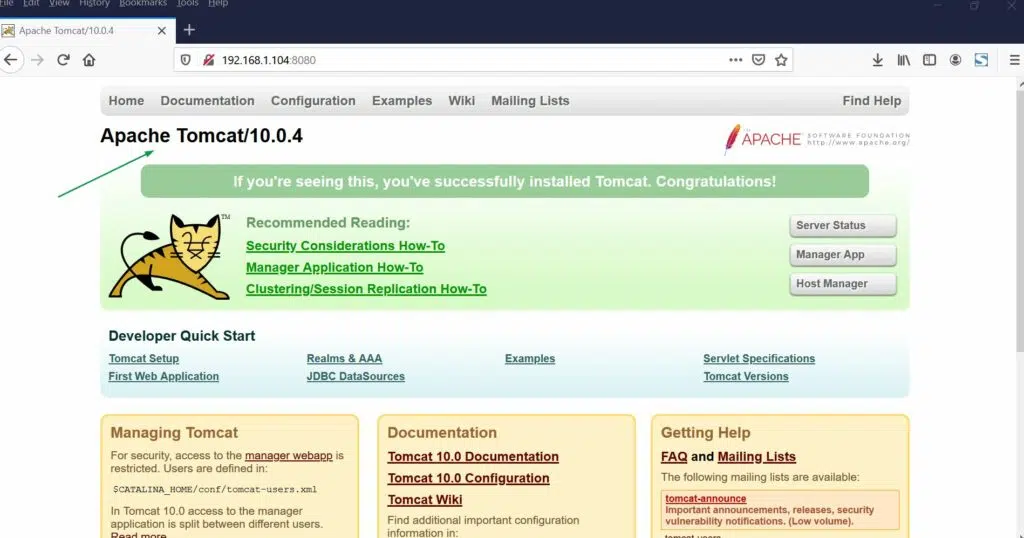 File Edit View History Bookmarks Tools Help
Apache Tomcat/10.0.4
192.168.1.104:8080
Home Documentation Configuration Examples Wiki Mailing Lists Find Help
Apache Tomcat/10.0.4
THE APACHE SOFTWARE FOUNDATION
http://www.apache.org/
If you're seeing this, you've successfully installed Tomcat. Congratulations!
TM
Recommended Reading:
Security Considerations How-To
Manager Application How-To
Clustering/Session Replication How-To
Server Status
Manager App
Host Manager
Developer Quick Start
Tomcat Setup
First Web Application
Realms & AAA
JDBC DataSources
Examples
Servlet Specifications
Tomcat Versions
Managing Tomcat
For security, access to the manager webapp is
restricted. Users are defined in:
$CATALINA_HOME/conf/tomcat-users.xml
In Tomcat 10.0 access to the manager
application is split between different users.
Read more...
Documentation
Tomcat 10.0 Documentation
Tomcat 10.0 Configuration
Tomcat Wiki
Find additional important configuration
information in:
Getting Help
FAQ and Mailing Lists
The following mailing lists are available:
tomcat-announce
Important announcements, releases, security
vulnerability notifications. (Low volume).
tomcat-users